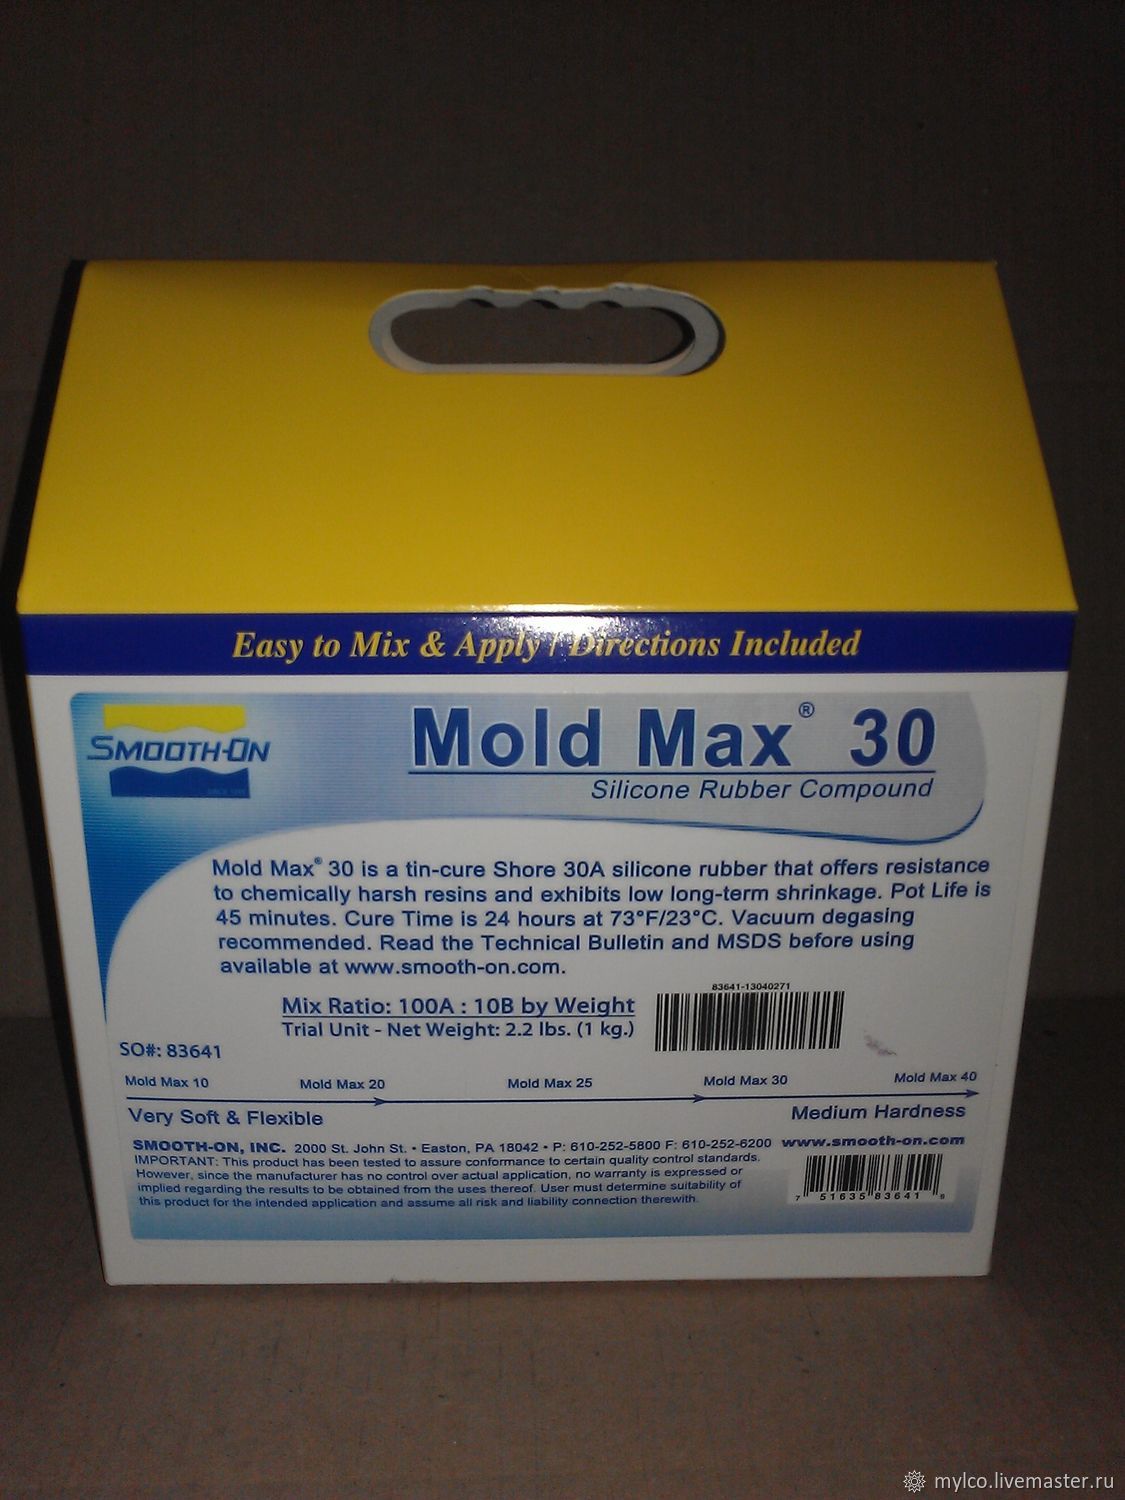 Easy to Mix & Apply / Directions Included
SMOOTH-ON
Mold Max® 30
Silicone Rubber Compound
Mold Max® 30 is a tin-cure Shore 30A silicone rubber that offers resistance
to chemically harsh resins and exhibits low long-term shrinkage. Pot Life is
45 minutes. Cure Time is 24 hours at 73°F/23°C. Vacuum degasing
recommended. Read the Technical Bulletin and MSDS before using
available at www.smooth-on.com.
Mix Ratio: 100A : 10B by Weight
Trial Unit - Net Weight: 2.2 lbs. (1 kg.)
83641-13040271
SO#: 83641
Mold Max 10 Mold Max 20 Mold Max 25 Mold Max 30 Mold Max 40
Very Soft & Flexible Medium Hardness
SMOOTH-ON, INC. 2000 St. John St. • Easton, PA 18042 • P: 610-252-5800 F: 610-252-6200 www.smooth-on.com
IMPORTANT: This product has been tested to assure conformance to certain quality control standards.
However, since the manufacturer has no control over actual application, no warranty is expressed or
implied regarding the results to be obtained from the uses thereof. User must determine suitability of
this product for the intended application and assume all risk and liability connection therewith.
7 51635 83641
mylco.livemaster.ru